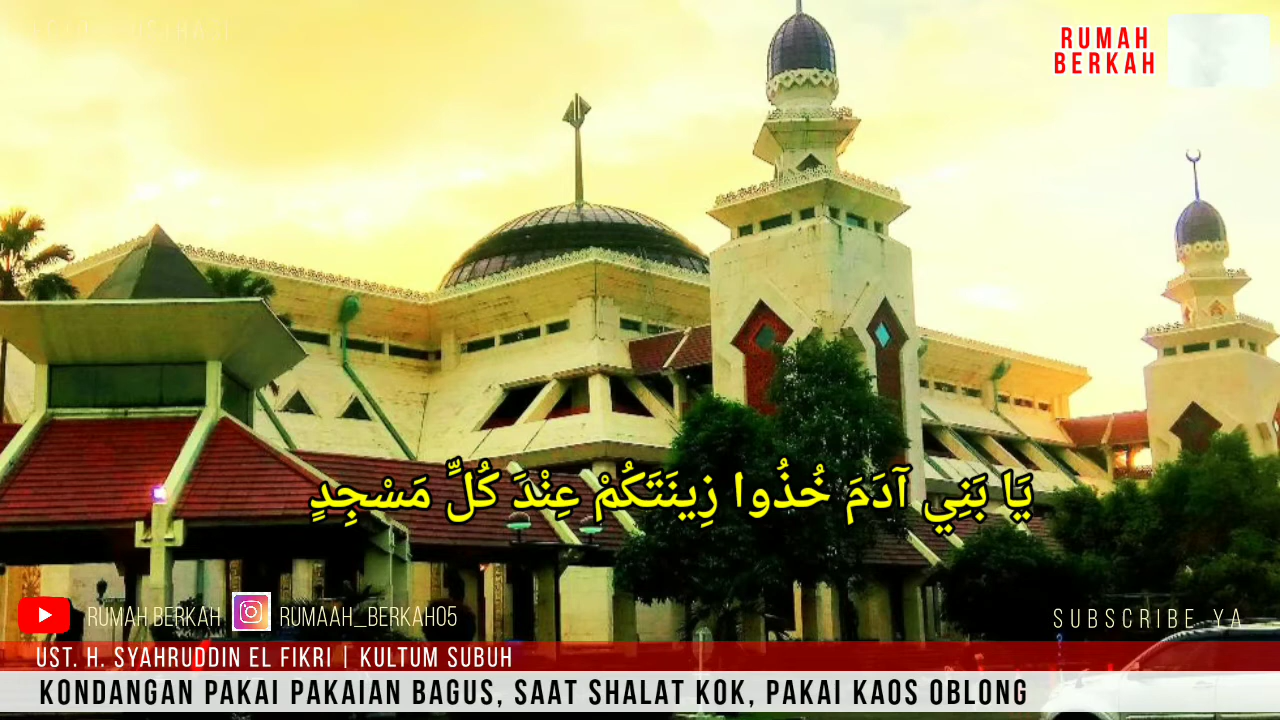 RUMAH
BERKAH
يَا بَنِي آدَمَ خُذُوا زِينَتَكُمْ عِنْدَ كُلِّ مَسْجِدٍ
RUMAH BERKAH
RUMAAH_BERKAH05
SUBSCRIBE YA
UST. H. SYAHRUDDIN EL FIKRI | KULTUM SUBUH
KONDANGAN PAKAI PAKAIAN BAGUS, SAAT SHALAT KOK, PAKAI KAOS OBLONG